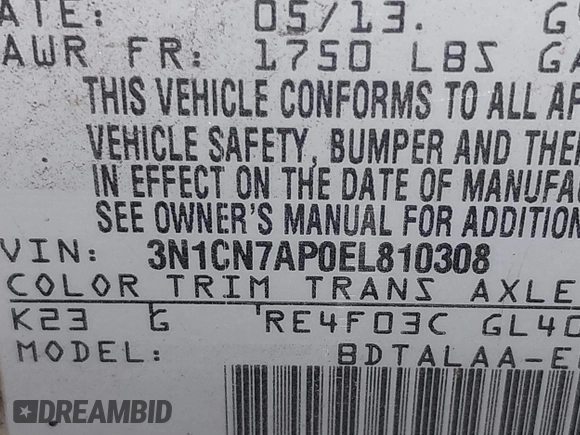 ATE: 05/13. G
AWR FR: 1750 LBS GA
THIS VEHICLE CONFORMS TO ALL AP
VEHICLE SAFETY, BUMPER AND THE
IN EFFECT ON THE DATE OF MANUFA
SEE OWNER'S MANUAL FOR ADDITION
VIN: 3N1CN7AP0EL810308
COLOR TRIM TRANS AXLE
K23 G RE4F03C GL40
MODEL: BDTALAA-E
DREAMBID